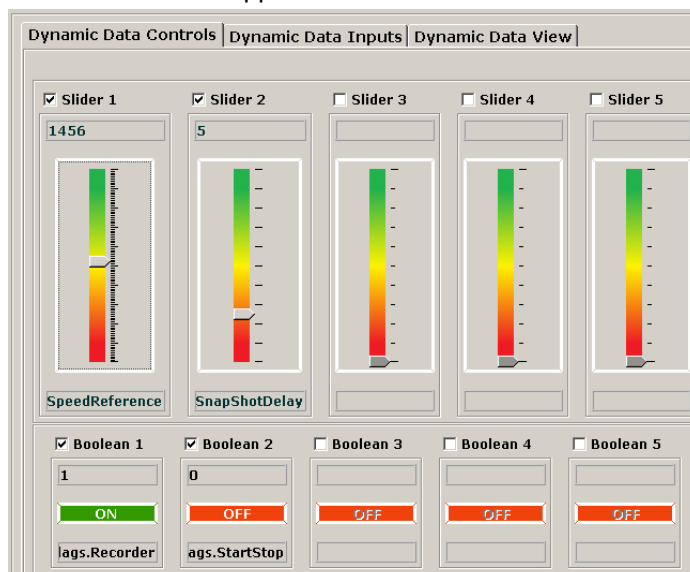 Dynamic Data Controls Dynamic Data Inputs Dynamic Data View
Slider 1 Slider 2 Slider 3 Slider 4 Slider 5
1456 5
SpeedReference SnapShotDelay
Boolean 1 Boolean 2 Boolean 3 Boolean 4 Boolean 5
1 0
ON OFF OFF OFF OFF
lags.Recorder ags.StartStop